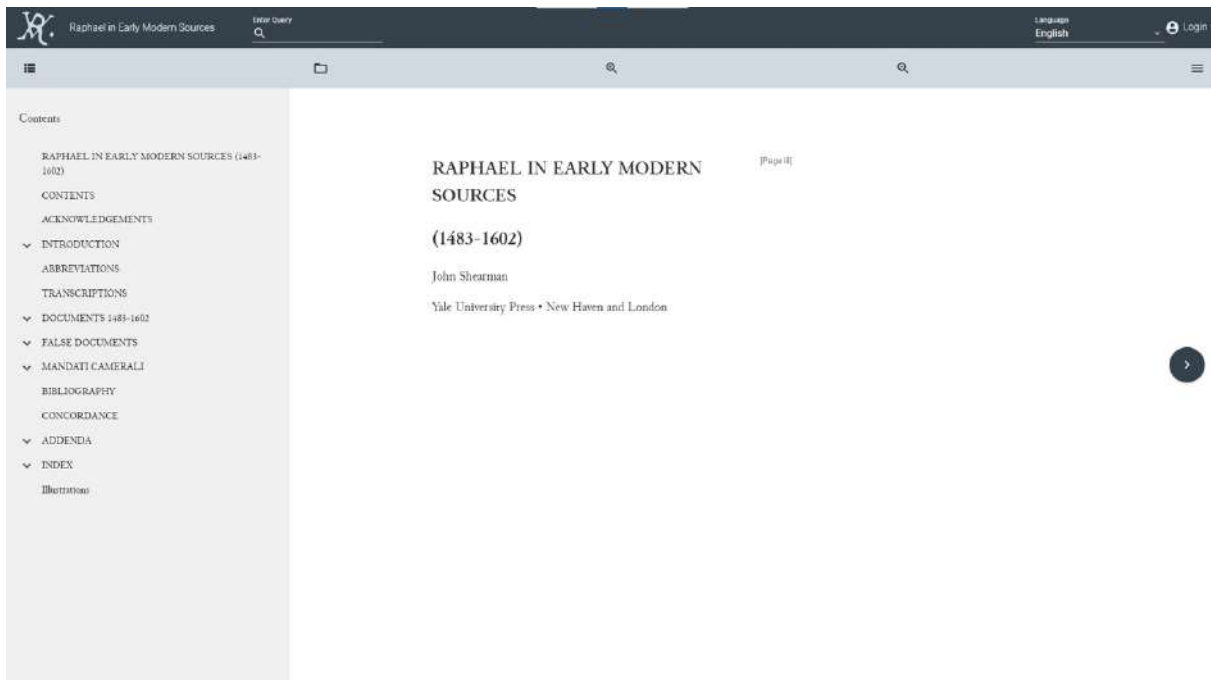 Raphael in Early Modern Sources
Enter Query
Language
English
Login
Contents
RAPHAEL IN EARLY MODERN SOURCES (1483-
1602)
CONTENTS
ACKNOWLEDGEMENTS
INTRODUCTION
ABBREVIATIONS
TRANSCRIPTIONS
DOCUMENTS 1483-1602
FALSE DOCUMENTS
MANDATI CAMERALI
BIBLIOGRAPHY
CONCORDANCE
ADDENDA
INDEX
Illustrations
RAPHAEL IN EARLY MODERN
SOURCES
(1483-1602)
John Shearman
Yale University Press • New Haven and London
[Page